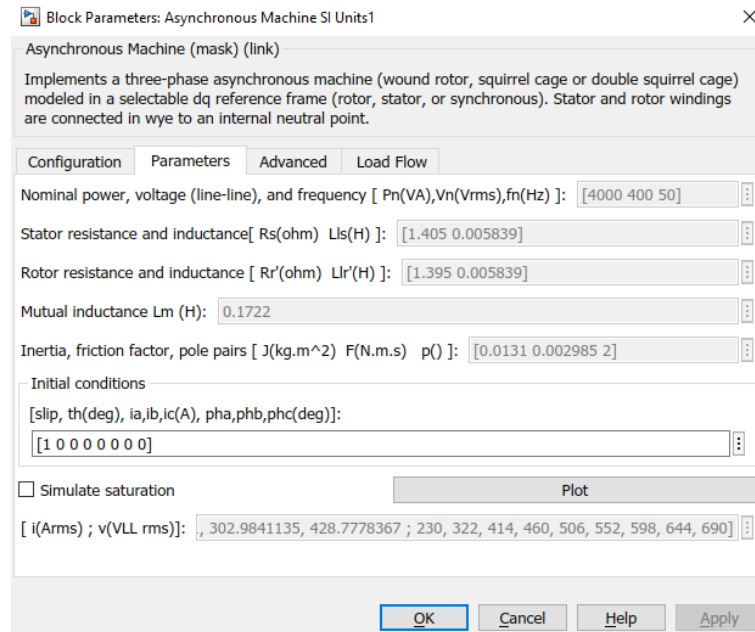 Block Parameters: Asynchronous Machine SI Units1
Asynchronous Machine (mask) (link)
Implements a three-phase asynchronous machine (wound rotor, squirrel cage or double squirrel cage)
modeled in a selectable dq reference frame (rotor, stator, or synchronous). Stator and rotor windings
are connected in wye to an internal neutral point.
Configuration Parameters Advanced Load Flow
Nominal power, voltage (line-line), and frequency [ Pn(VA),Vn(Vrms),fn(Hz) ]: [4000 400 50]
Stator resistance and inductance[ Rs(ohm) Lls(H) ]: [1.405 0.005839]
Rotor resistance and inductance [ Rr'(ohm) Llr'(H) ]: [1.395 0.005839]
Mutual inductance Lm (H): 0.1722
Inertia, friction factor, pole pairs [ J(kg.m^2) F(N.m.s) p() ]: [0.0131 0.002985 2]
Initial conditions
[slip, th(deg), ia,ib,ic(A), pha,phb,phc(deg)]:
[1 0 0 0 0 0 0 0]
Simulate saturation Plot
[ i(Arms) ; v(VLL rms)]: , 302.9841135, 428.7778367 ; 230, 322, 414, 460, 506, 552, 598, 644, 690]
OK Cancel Help Apply